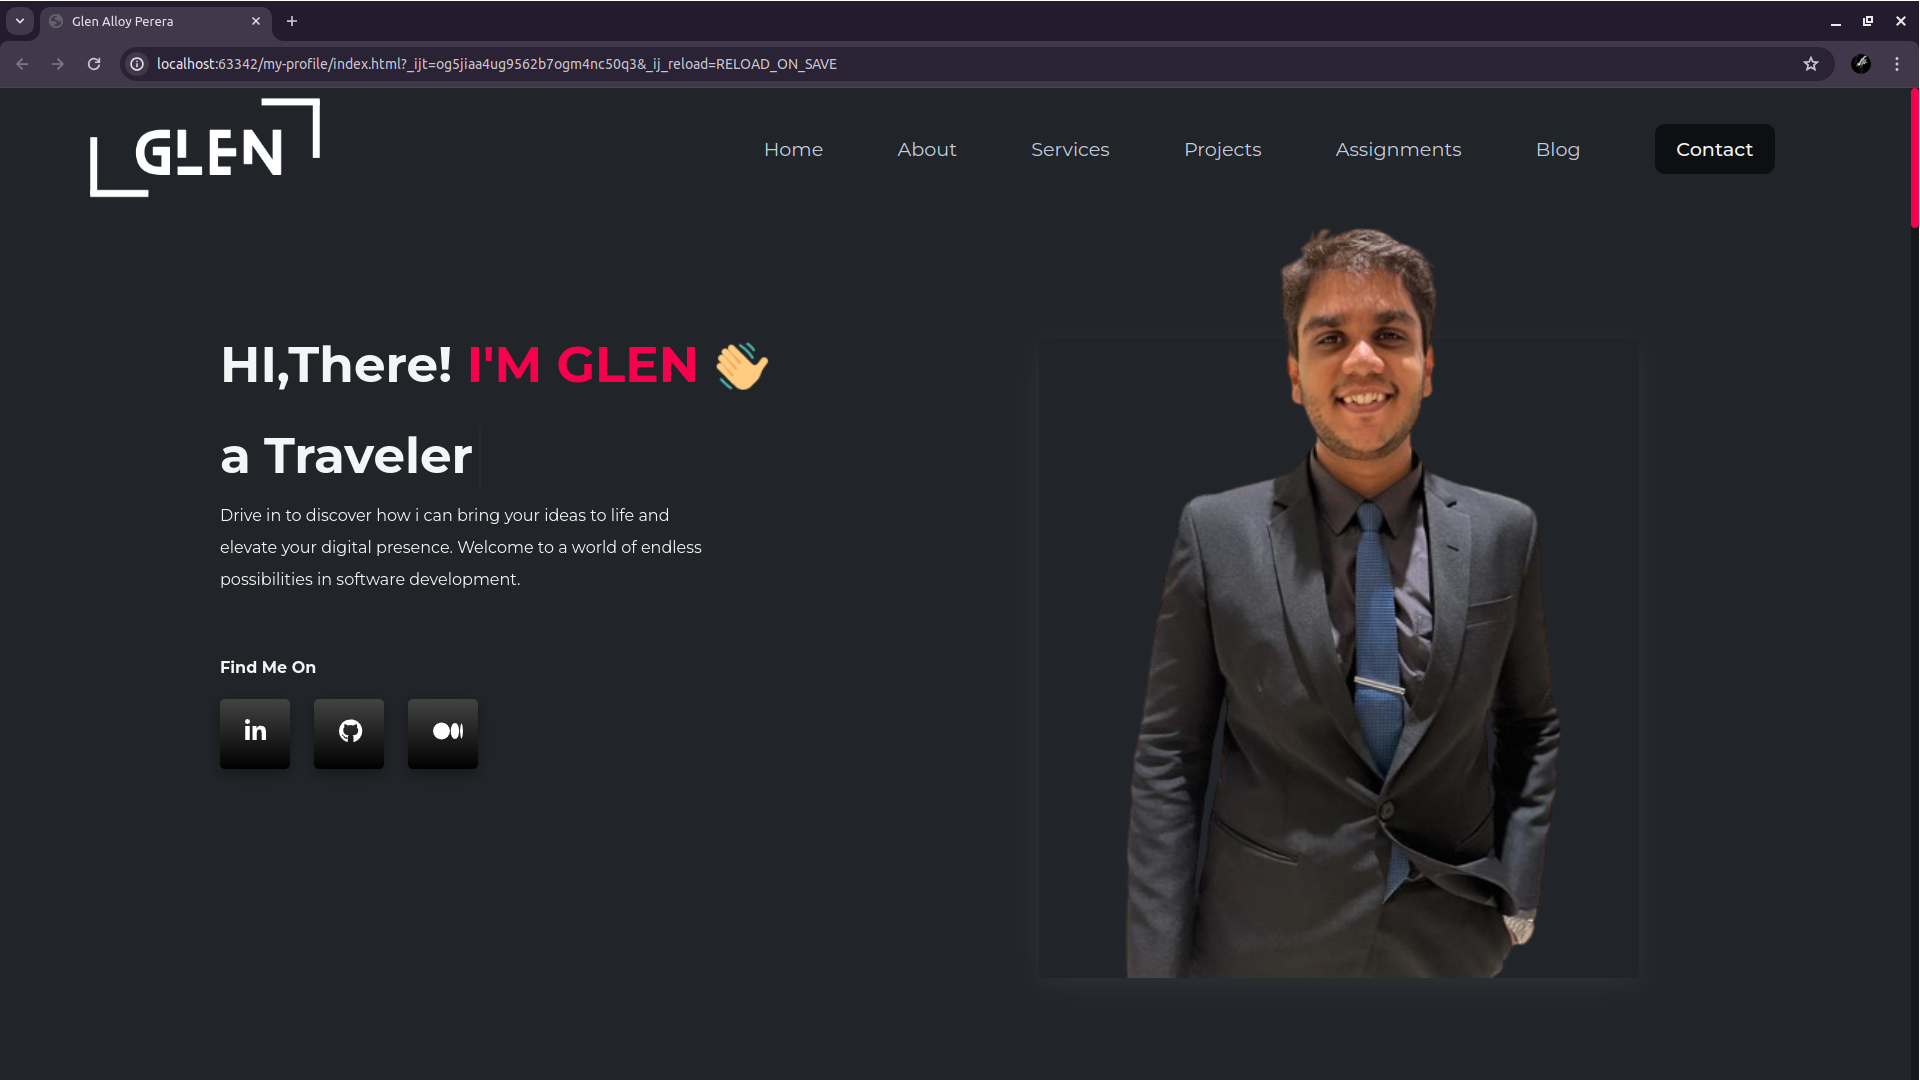 Glen Alloy Perera
localhost:63342/my-profile/index.html?_ijt=og5jiaa4ug9562b7ogm4nc50q3&_ij_reload=RELOAD_ON_SAVE
GLEN
Home About Services Projects Assignments Blog Contact
HI,There! I'M GLEN 👋
a Traveler
Drive in to discover how i can bring your ideas to life and
elevate your digital presence. Welcome to a world of endless
possibilities in software development.
Find Me On
in